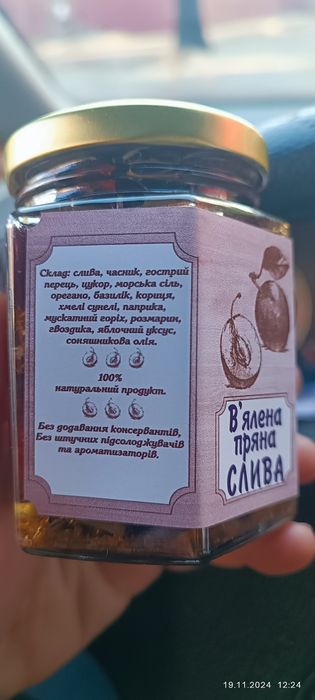 Склад: слива, часник, гострий
перець, цукор, морська сіль,
орегано, базилік, кориця,
хмелі сунелі, паприка,
мускатний горіх, розмарин,
гвоздика, яблочний уксус,
соняшникова олія.
100%
натуральний продукт.
Без додавання консервантів,
Без штучних підсолоджувачів
та ароматизаторів.
В'ялена
пряна
СЛИВА
19.11.2024 12:24